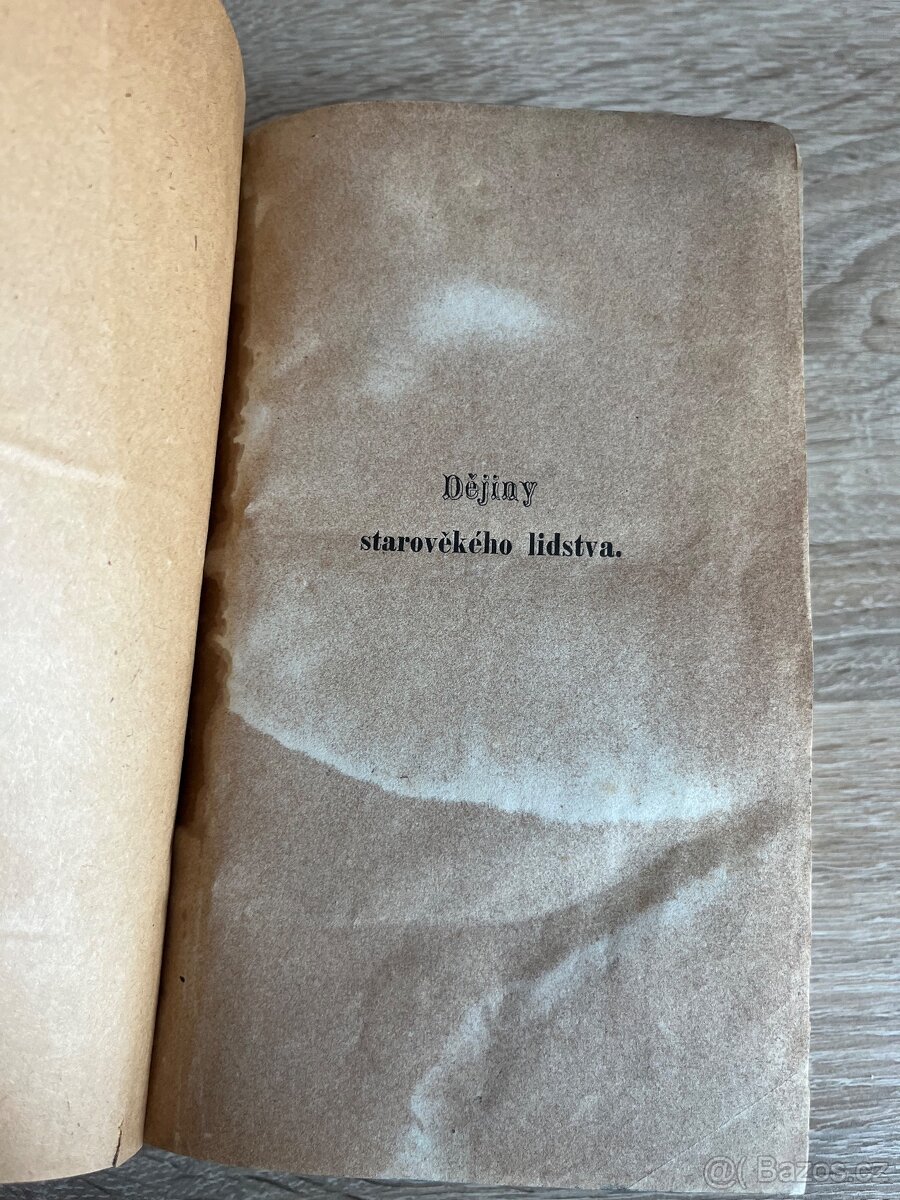 Dějiny
starověkého lidstva.
@( Bazos.cz